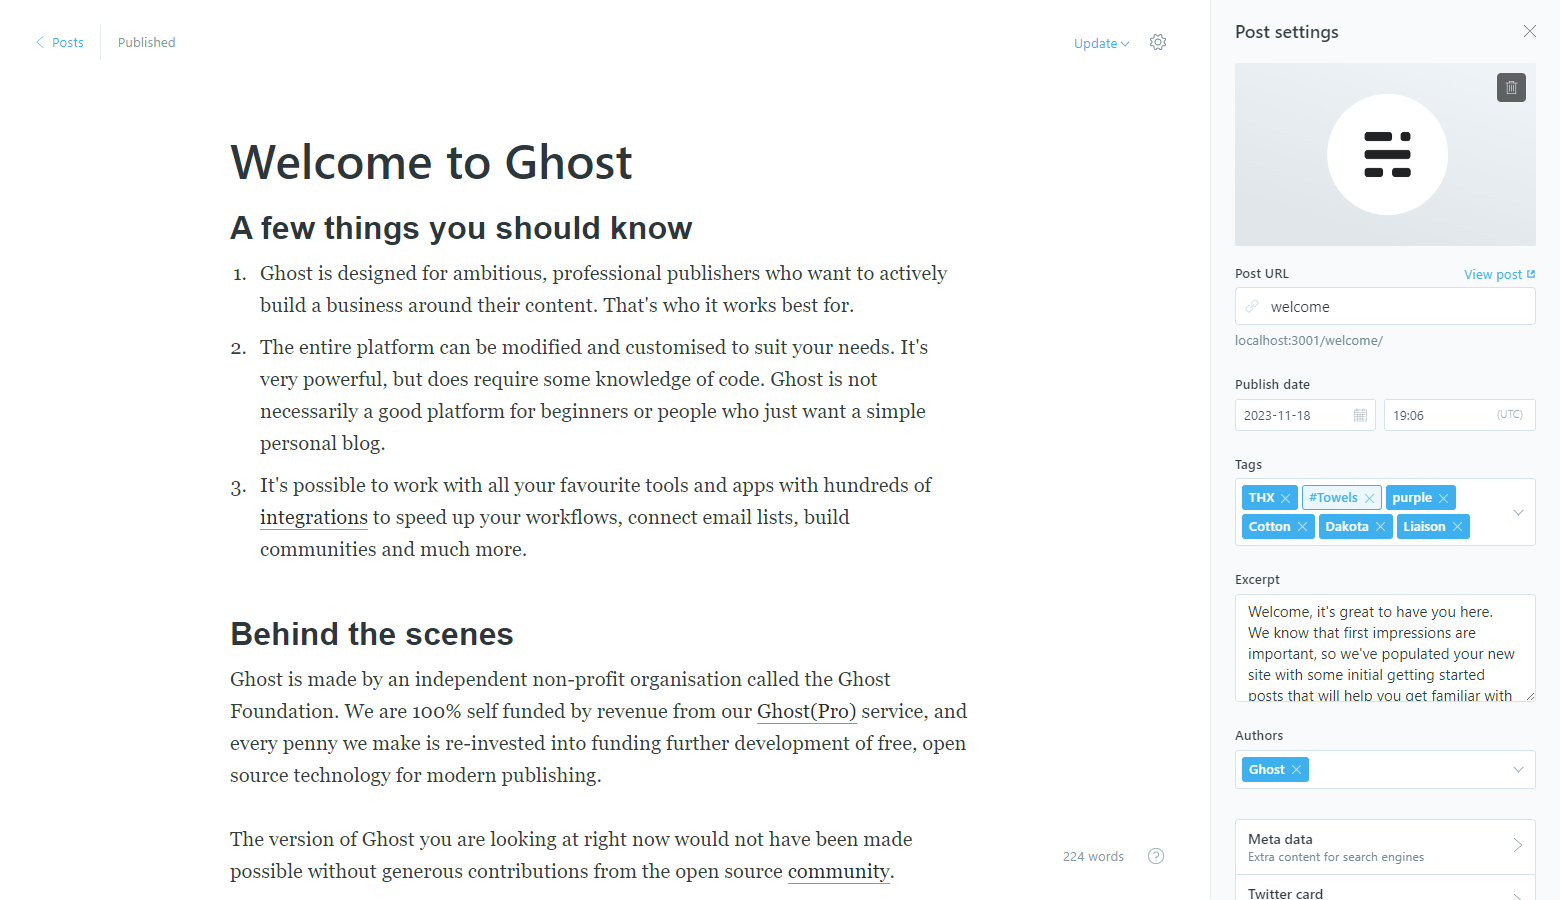 Posts
Published
Update
Post settings
Welcome to Ghost
A few things you should know
1. Ghost is designed for ambitious, professional publishers who want to actively
build a business around their content. That's who it works best for.
2. The entire platform can be modified and customised to suit your needs. It's
very powerful, but does require some knowledge of code. Ghost is not
necessarily a good platform for beginners or people who just want a simple
personal blog.
3. It's possible to work with all your favourite tools and apps with hundreds of
integrations to speed up your workflows, connect email lists, build
communities and much more.
Behind the scenes
Ghost is made by an independent non-profit organisation called the Ghost
Foundation. We are 100% self funded by revenue from our Ghost(Pro) service, and
every penny we make is re-invested into funding further development of free, open
source technology for modern publishing.
The version of Ghost you are looking at right now would not have been made
possible without generous contributions from the open source community.
224 words
?
Post URL
View post
welcome
localhost:3001/welcome/
Publish date
2023-11-18
19:06 (UTC)
Tags
THX #Towels purple
Cotton Dakota Liaison
Excerpt
Welcome, it's great to have you here.
We know that first impressions are
important, so we've populated your new
site with some initial getting started
posts that will help you get familiar with
Authors
Ghost
Meta data
Extra content for search engines
Twitter card